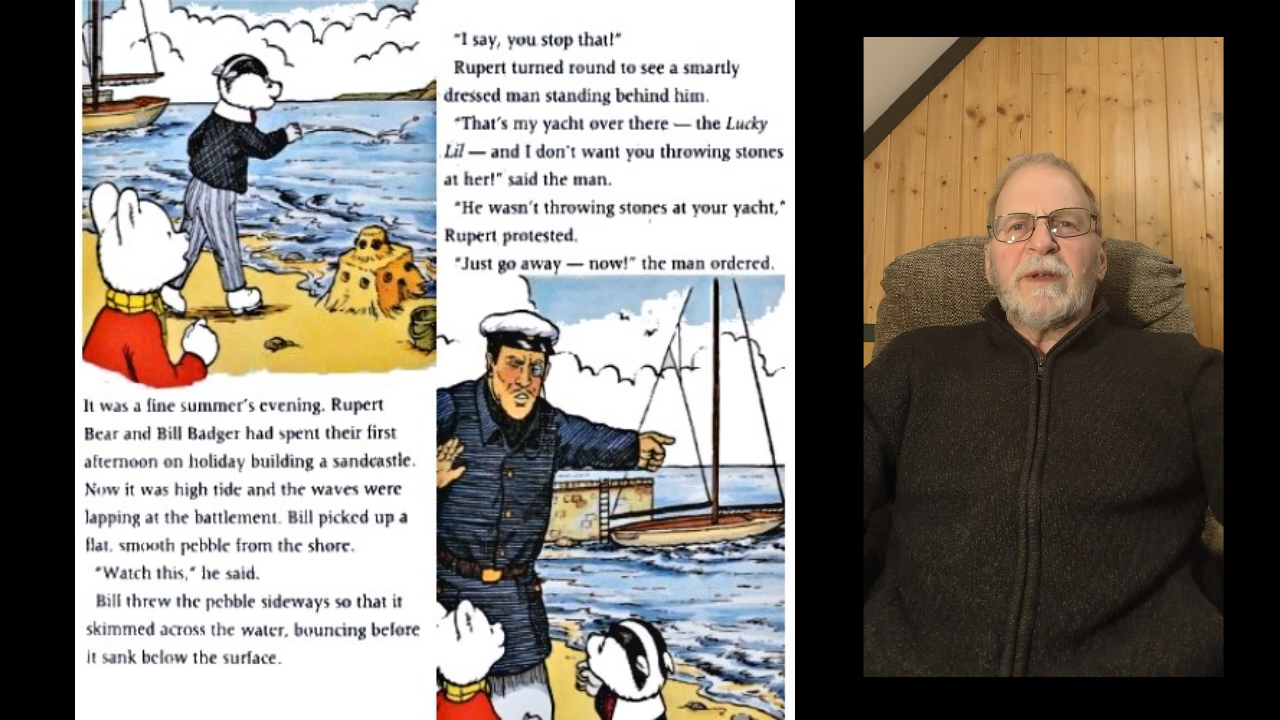 It was a fine summer's evening. Rupert
Bear and Bill Badger had spent their first
afternoon on holiday building a sandcastle.
Now it was high tide and the waves were
lapping at the battlement. Bill picked up a
flat, smooth pebble from the shore.
"Watch this," he said.
Bill threw the pebble sideways so that it
skimmed across the water, bouncing before
it sank below the surface.
"I say, you stop that!"
Rupert turned round to see a smartly
dressed man standing behind him.
"That's my yacht over there — the Lucky
Lil — and I don't want you throwing stones
at her!" said the man.
"He wasn't throwing stones at your yacht,"
Rupert protested.
"Just go away — now!" the man ordered.